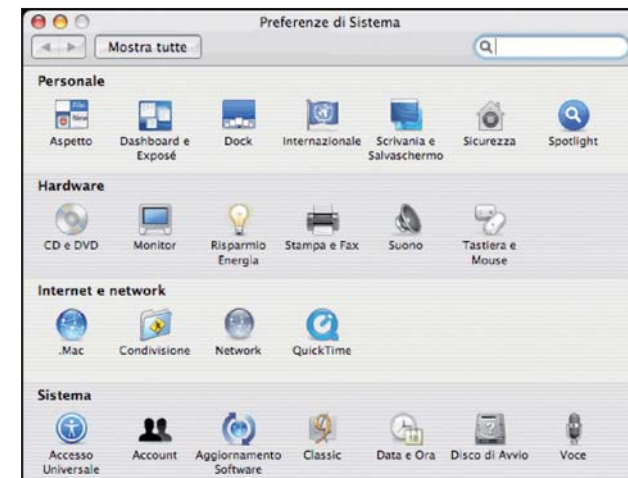 Preferenze di Sistema
Mostra tutte
Personale
Aspetto Dashboard e Exposé Dock Internazionale Scrivania e Salvaschermo Sicurezza Spotlight
Hardware
CD e DVD Monitor Risparmio Energia Stampa e Fax Suono Tastiera e Mouse
Internet e network
.Mac Condivisione Network QuickTime
Sistema
Accesso Universale Account Aggiornamento Software Classic Data e Ora Disco di Avvio Voce